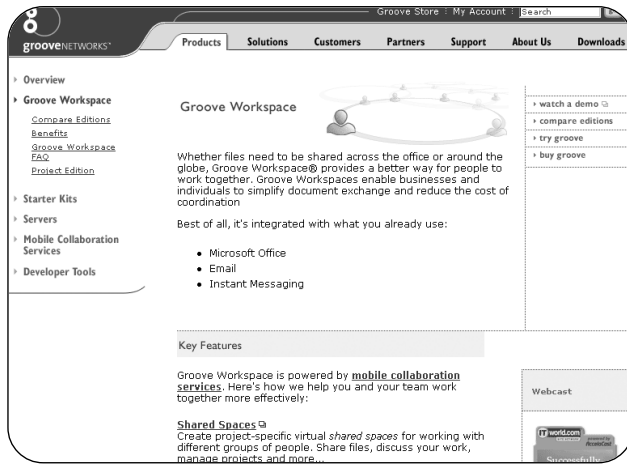 Groove Store : My Account : Search
grooveNETWORKS™
Products Solutions Customers Partners Support About Us Downloads
Overview
Groove Workspace
Compare Editions
Benefits
Groove Workspace
FAQ
Project Edition
Starter Kits
Servers
Mobile Collaboration
Services
Developer Tools
Groove Workspace
Whether files need to be shared across the office or around the
globe, Groove Workspace® provides a better way for people to
work together. Groove Workspaces enable businesses and
individuals to simplify document exchange and reduce the cost of
coordination
Best of all, it's integrated with what you already use:
• Microsoft Office
• Email
• Instant Messaging
watch a demo
compare editions
try groove
buy groove
Key Features
Groove Workspace is powered by mobile collaboration
services. Here's how we help you and your team work
together more effectively:
Shared Spaces
Create project-specific virtual shared spaces for working with
different groups of people. Share files, discuss your work,
manage projects and more...
Webcast
ITworld.com
powered by
Accelacast
Successfully